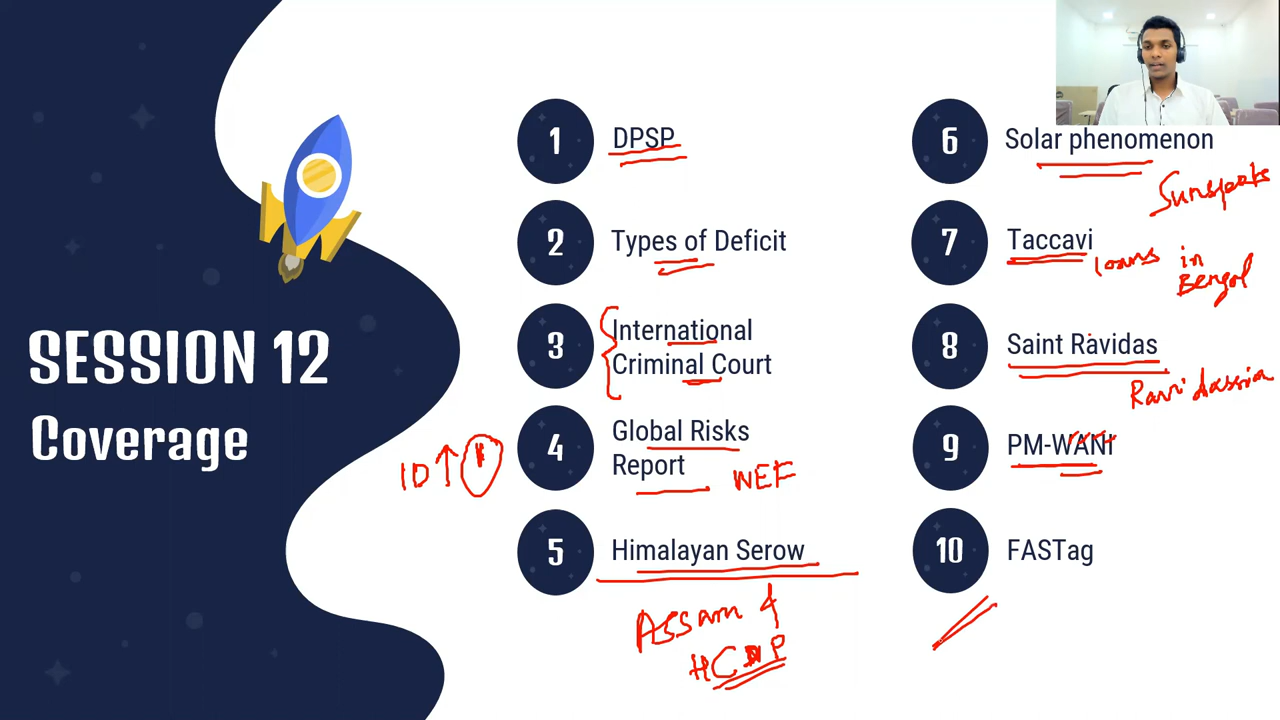 SESSION 12
Coverage
1 DPSP
2 Types of Deficit
3 International
Criminal Court
4 Global Risks
Report WEF
10 ↑
5 Himalayan Serow
Assam &
6 Solar phenomenon
Sunspots
7 Taccavi
loans in
Bengal
8 Saint Ravidas
Ravidassia
9 PM-WANI
10 FASTag